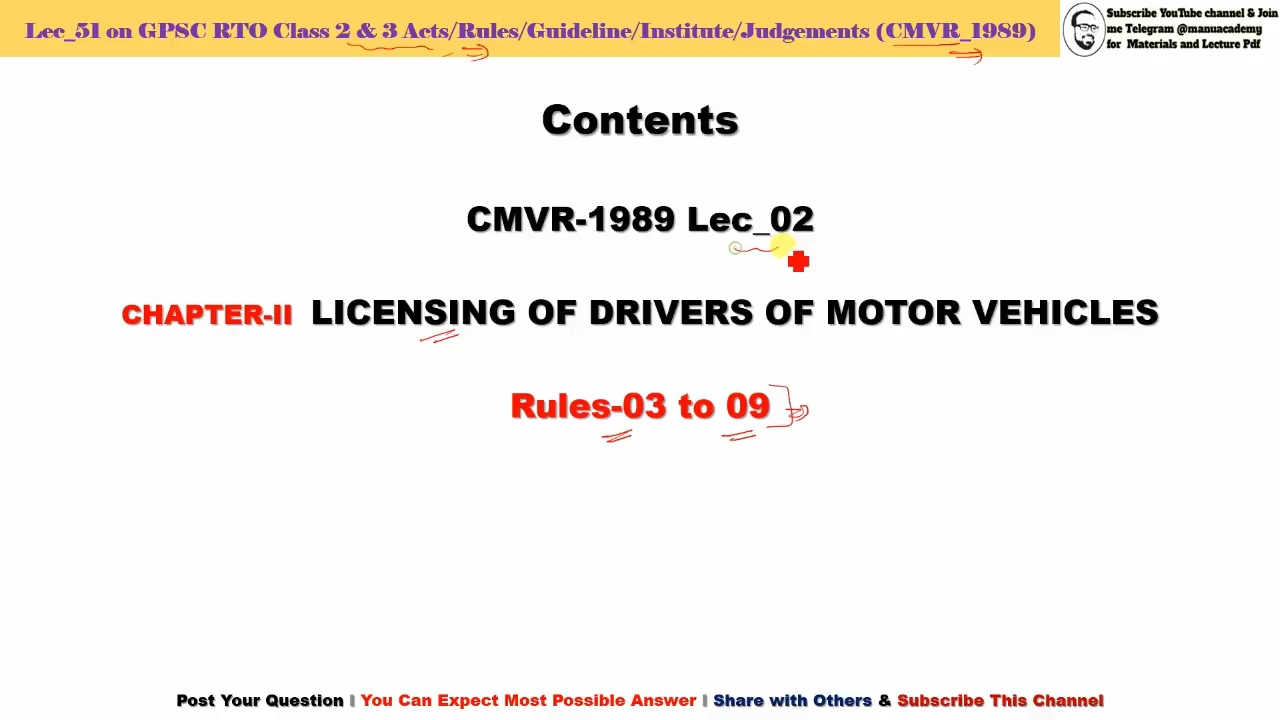 Lec_51 on GPSC RTO Class 2 & 3 Acts/Rules/Guideline/Institute/Judgements (CMVR_1989)
Subscribe YouTube channel & Join
me Telegram @manuacademy
for Materials and Lecture Pdf
Contents
CMVR-1989 Lec_02
CHAPTER-II LICENSING OF DRIVERS OF MOTOR VEHICLES
Rules-03 to 09
Post Your Question | You Can Expect Most Possible Answer | Share with Others & Subscribe This Channel